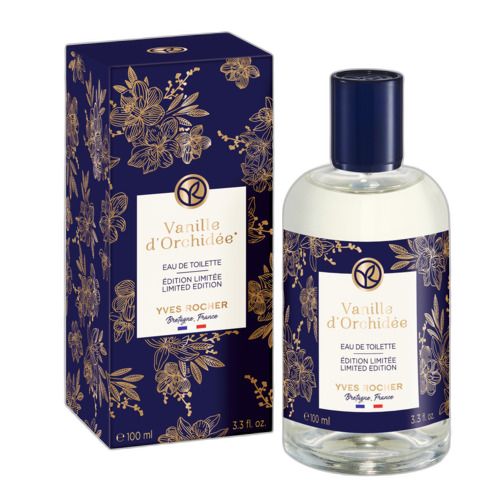 Vanille
d'Orchidée*
EAU DE TOILETTE
ÉDITION LIMITÉE
LIMITED EDITION
YVES ROCHER
Bretagne, France
℮ 100 ml
3.3 fl. oz.
Vanille
d'Orchidée
EAU DE TOILETTE
ÉDITION LIMITÉE
LIMITED EDITION
YVES ROCHER
Bretagne, France
℮ 100 ml
3.3 fl. oz.